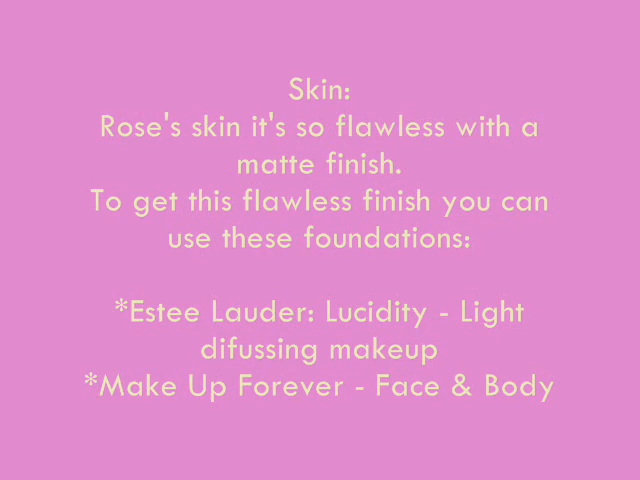 Skin:
Rose's skin it's so flawless with a
matte finish.
To get this flawless finish you can
use these foundations:
*Estee Lauder: Lucidity - Light
difussing makeup
*Make Up Forever - Face & Body